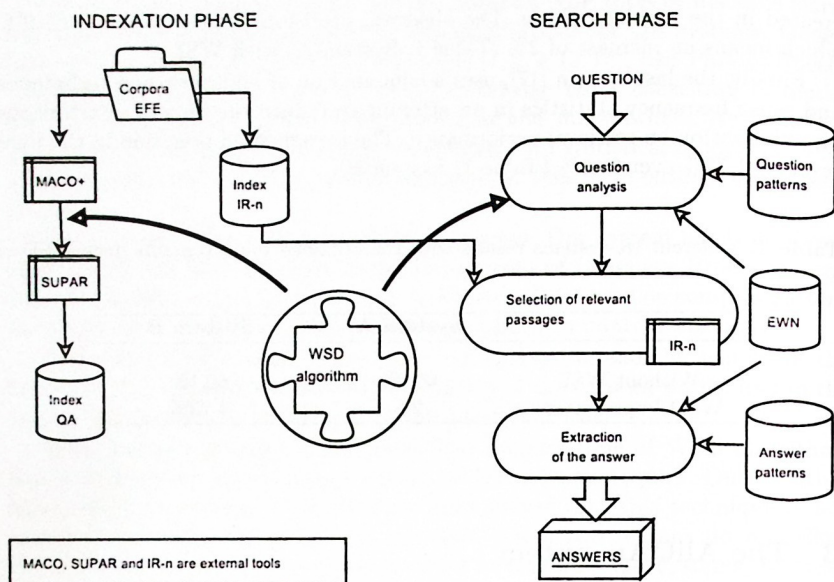 INDEXATION PHASE
SEARCH PHASE
Corpora
EFE
QUESTION
MACO+
Index
IR-n
Question
analysis
Question
patterns
SUPAR
Selection of relevant
passages
IR-n
EWN
WSD
algorithm
Index
QA
Extraction
of the answer
Answer
patterns
ANSWERS
MACO, SUPAR and IR-n are external tools